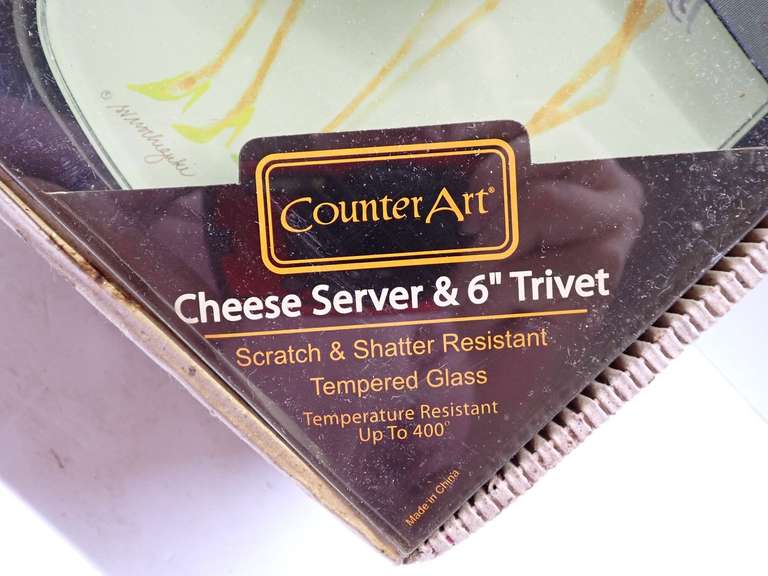 CounterArt®
Cheese Server & 6" Trivet
Scratch & Shatter Resistant
Tempered Glass
Temperature Resistant
Up To 400°
Made in China